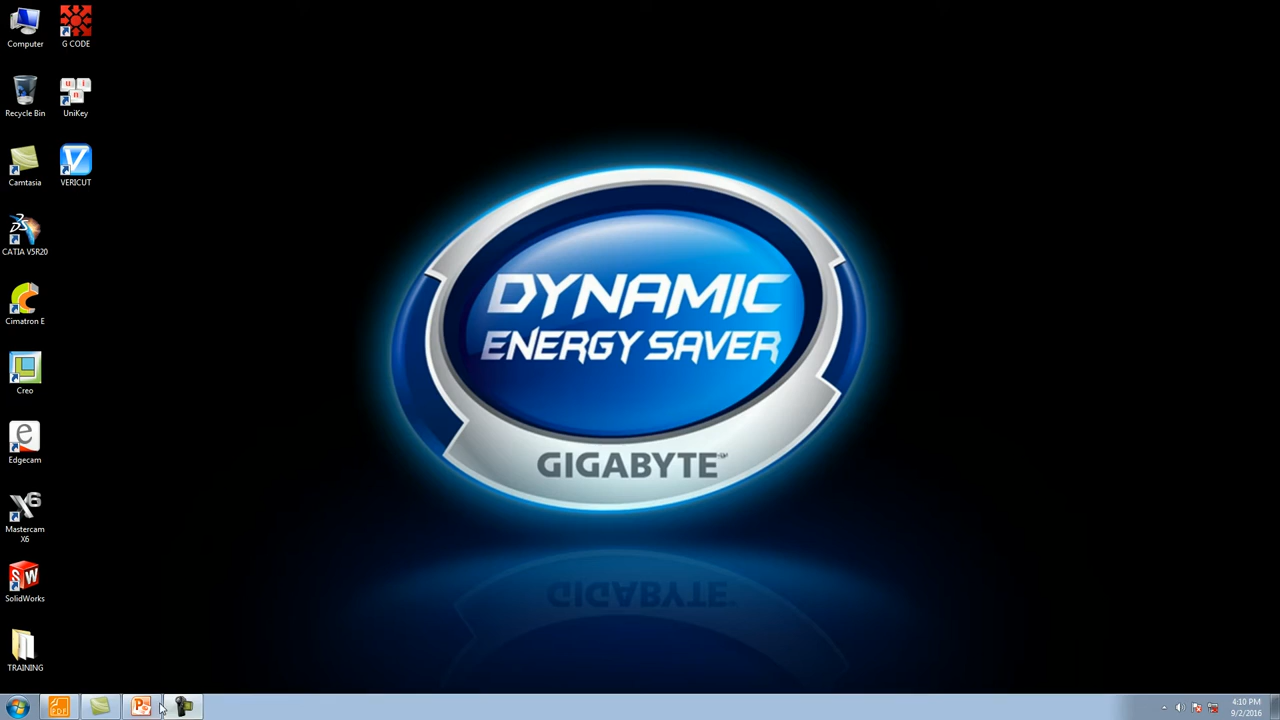 Computer
G CODE
Recycle Bin
UniKey
Camtasia
VERICUT
CATIA V5R20
Cimatron E
Creo
Edgecam
Mastercam
X6
SolidWorks
TRAINING
DYNAMIC
ENERGY SAVER
GIGABYTE
4:10 PM
9/2/2016